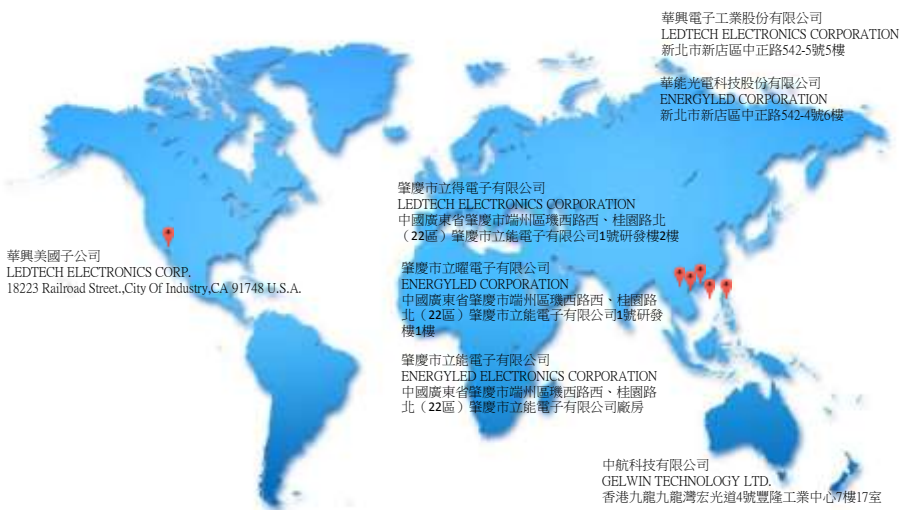 華興電子工業股份有限公司
LEDTECH ELECTRONICS CORPORATION
新北市新店區中正路542-5號5樓
華能光電科技股份有限公司
ENERGYLED CORPORATION
新北市新店區中正路542-4號6樓
肇慶市立得電子有限公司
LEDTECH ELECTRONICS CORPORATION
中國廣東省肇慶市端州區璣西路西、桂園路北
（22區）肇慶市立能電子有限公司1號研發樓2樓
華興美國子公司
LEDTECH ELECTRONICS CORP.
18223 Railroad Street.,City Of Industry,CA 91748 U.S.A.
肇慶市立曜電子有限公司
ENERGYLED CORPORATION
中國廣東省肇慶市端州區璣西路西、桂園路
北（22區）肇慶市立能電子有限公司1號研發
樓1樓
肇慶市立能電子有限公司
ENERGYLED ELECTRONICS CORPORATION
中國廣東省肇慶市端州區璣西路西、桂園路
北（22區）肇慶市立能電子有限公司廠房
中航科技有限公司
GELWIN TECHNOLOGY LTD.
香港九龍九龍灣宏光道4號豐隆工業中心7樓17室